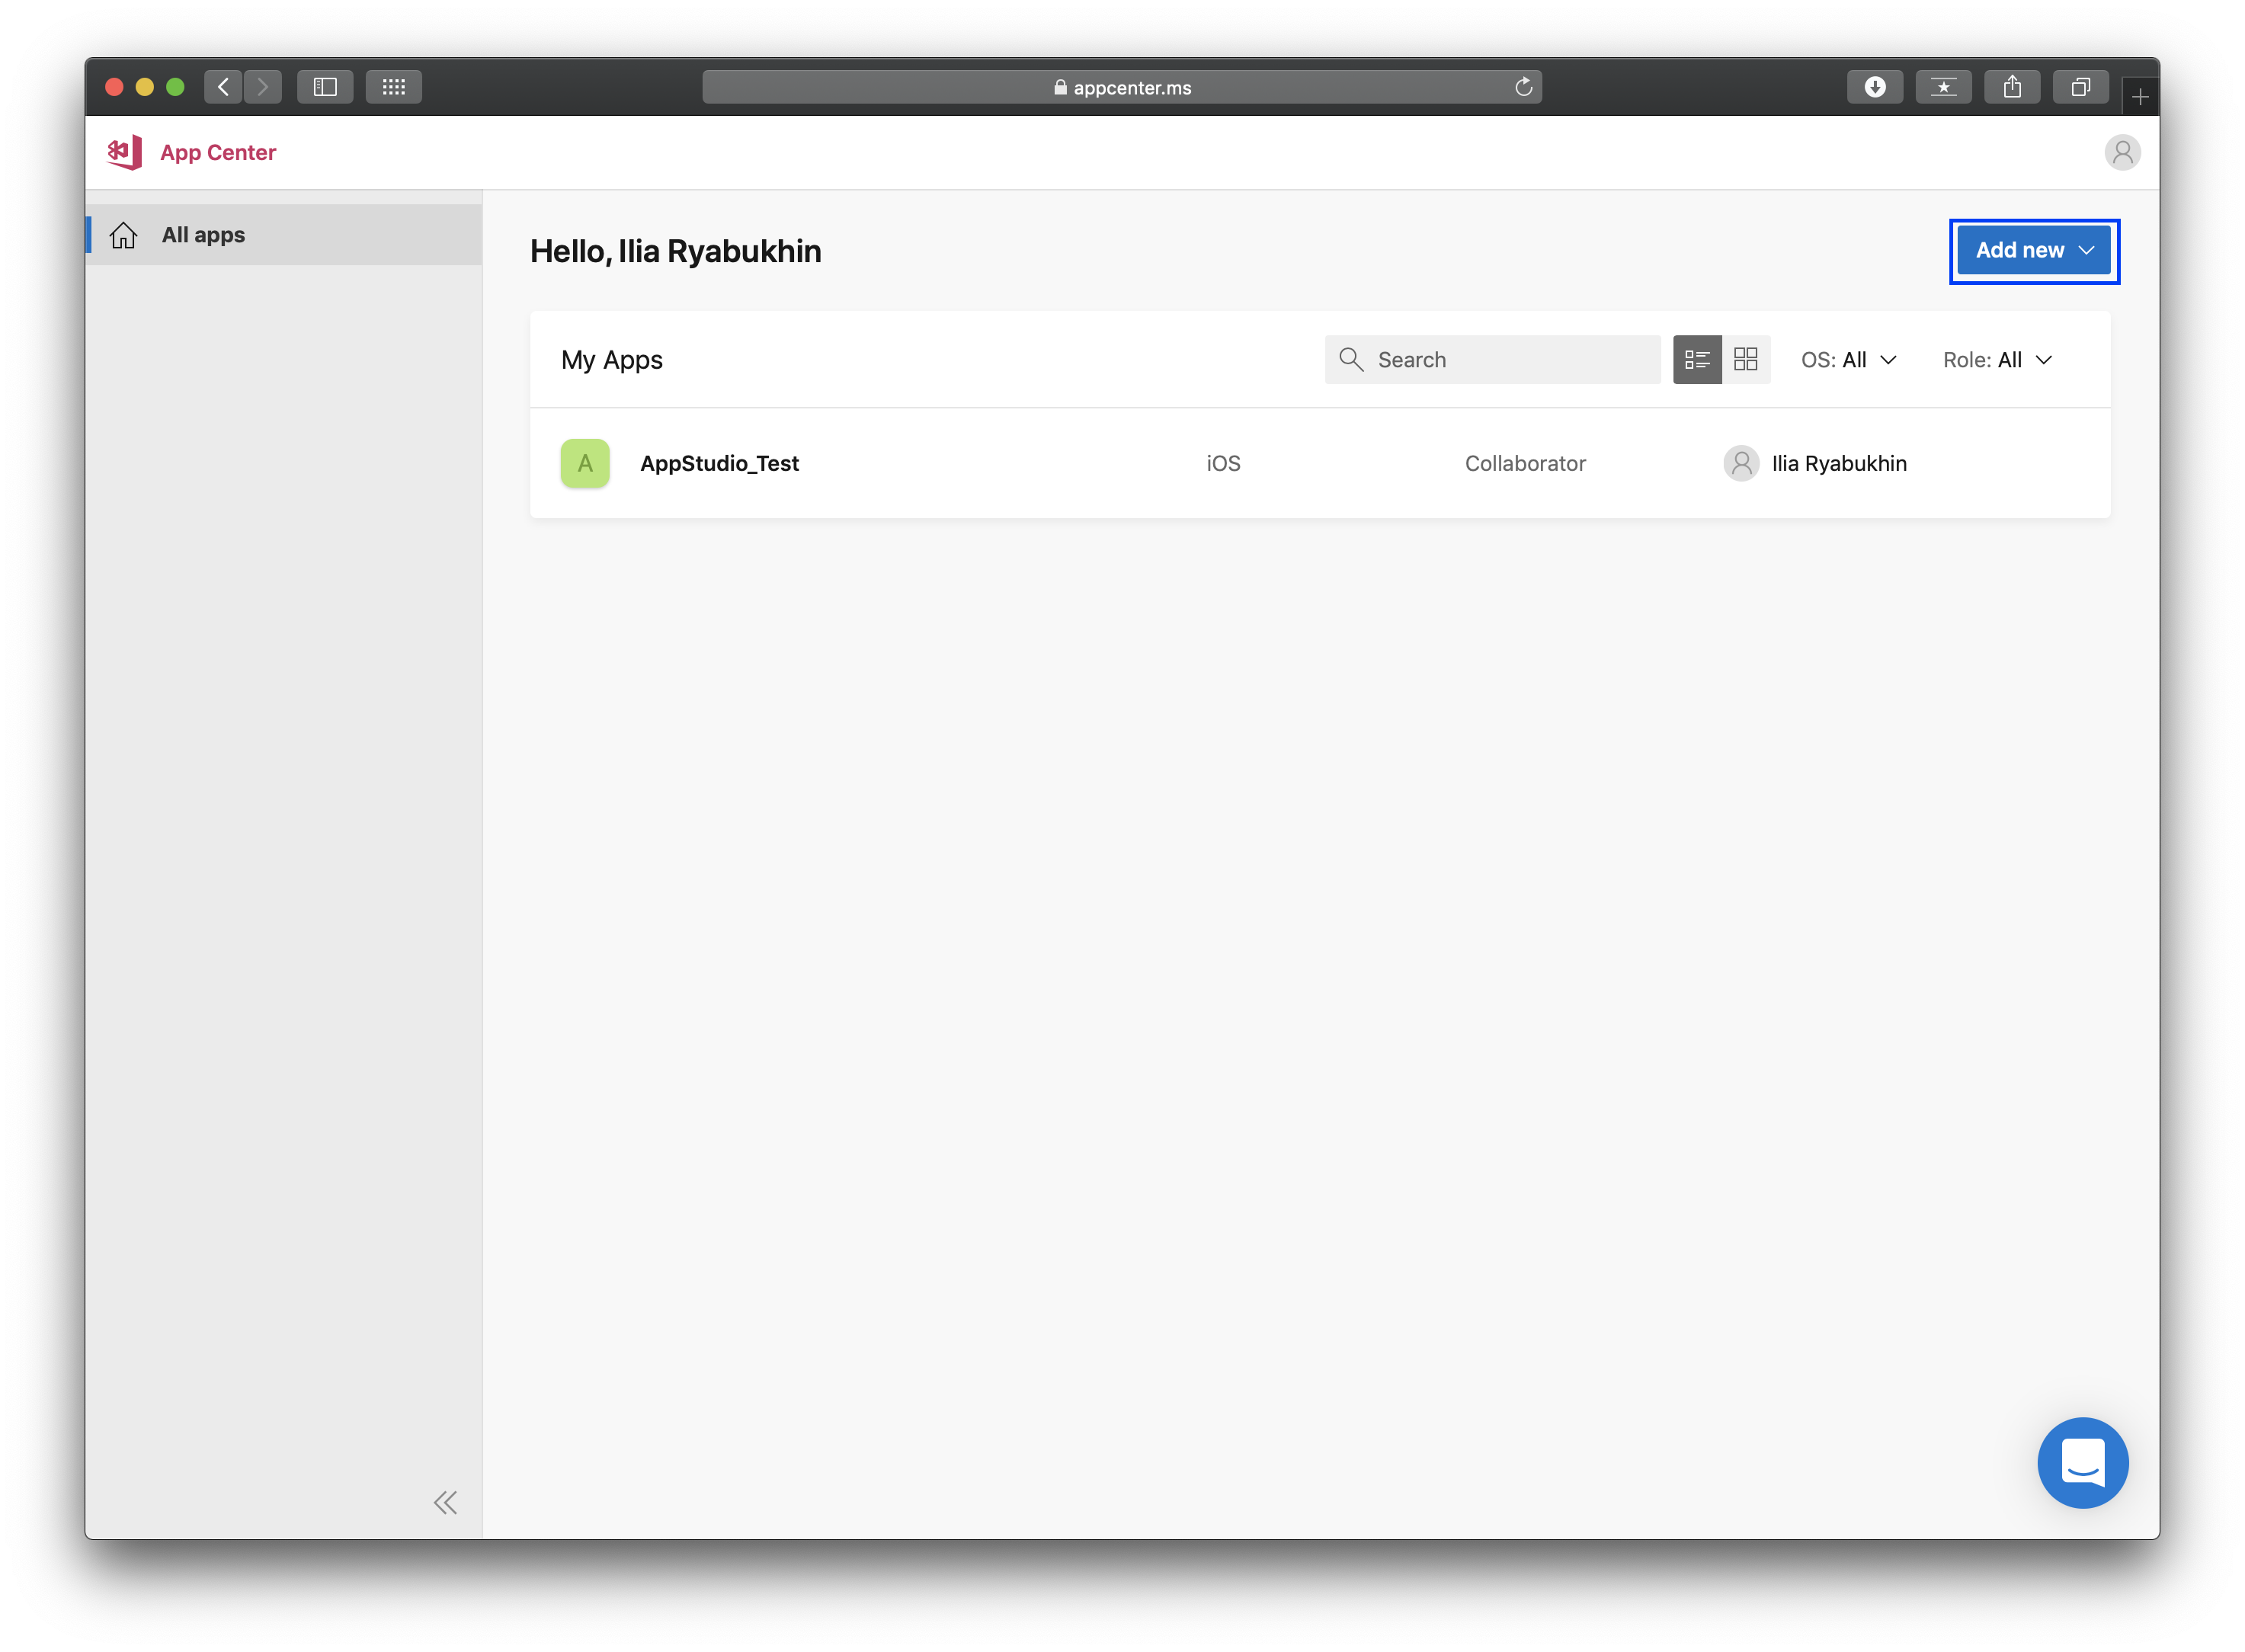 appcenter.ms
App Center
All apps
Hello, Ilia Ryabukhin
Add new
My Apps
Search
OS: All
Role: All
A
AppStudio_Test
iOS
Collaborator
Ilia Ryabukhin